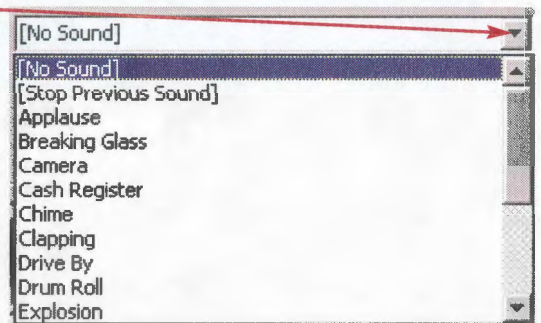 [No Sound]
[No Sound]
[Stop Previous Sound]
Applause
Breaking Glass
Camera
Cash Register
Chime
Clapping
Drive By
Drum Roll
Explosion